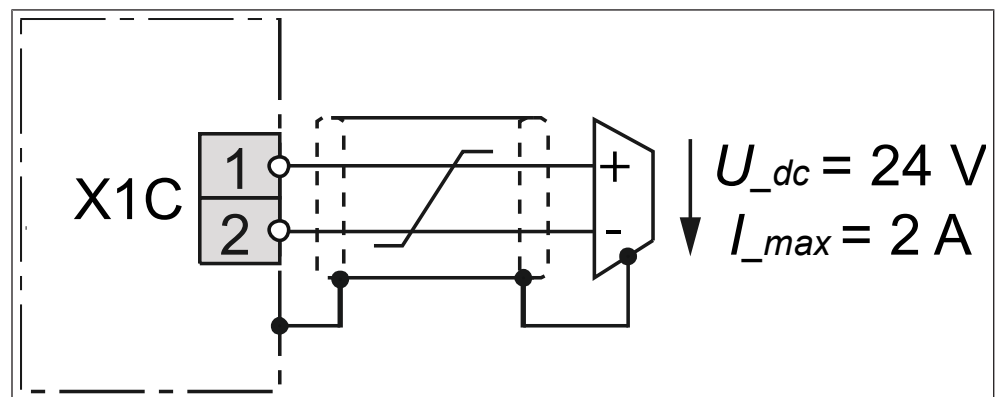 1
X1C
2
+
-
U_dc = 24 V
I_max = 2 A